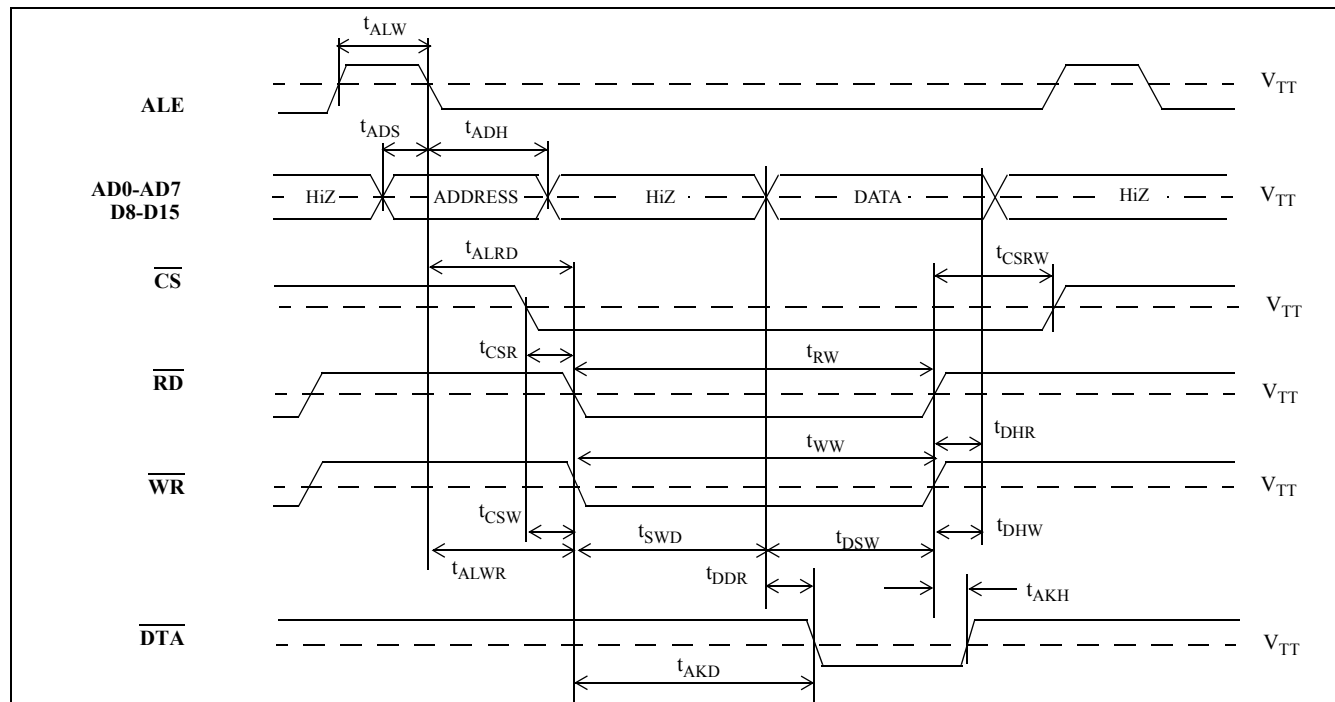 tALW
ALE
VTT
tADS
tADH
AD0-AD7
D8-D15
HiZ
ADDRESS
HiZ
DATA
HiZ
VTT
tALRD
tCSRW
CS
VTT
tCSR
tRW
RD
VTT
tDHR
tWW
WR
VTT
tCSW
tSWD
tDSW
tDHW
tALWR
tDDR
tAKH
DTA
VTT
tAKD